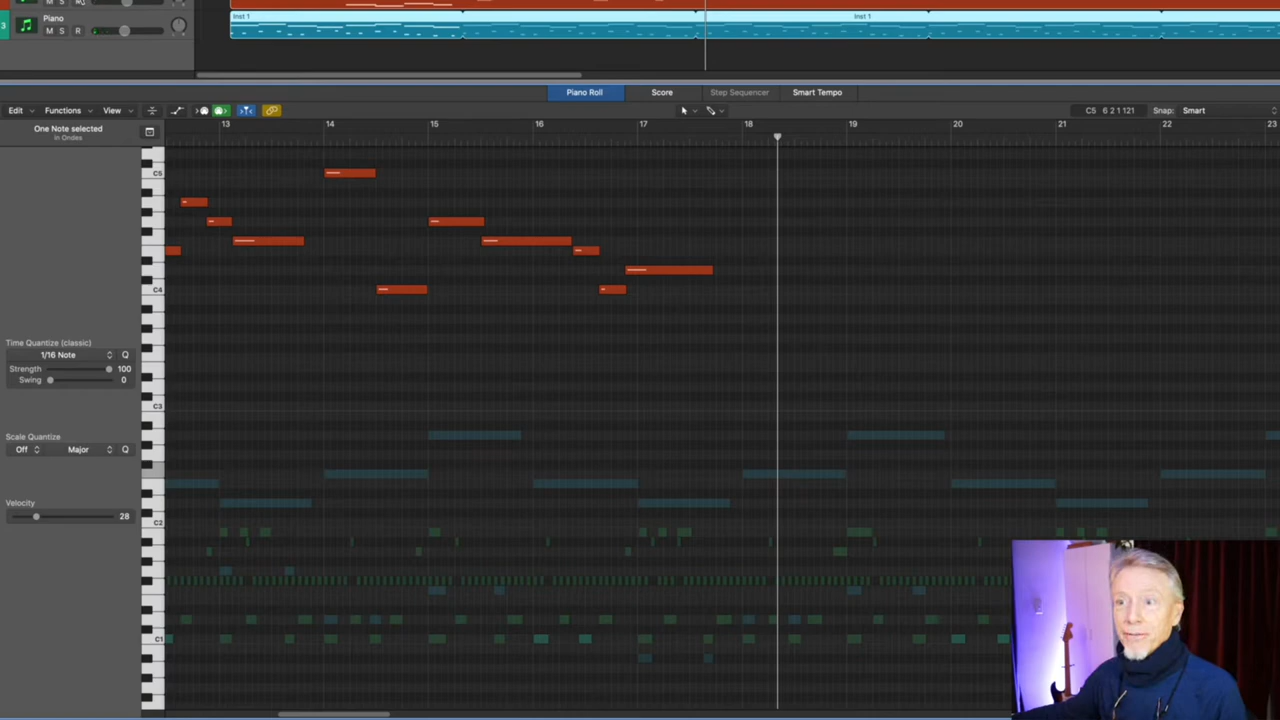 M S
3
Piano
M S R
Inst 1
Inst 1
Piano Roll
Score
Step Sequencer
Smart Tempo
Edit
Functions
View
C5 6 2 1 121
Snap: Smart
One Note selected
in Ondes
13
14
15
16
17
18
19
20
21
22
23
C5
C4
C3
C2
C1
Time Quantize (classic)
1/16 Note
Q
Strength 100
Swing 0
Scale Quantize
Off
Major
Q
Velocity
28